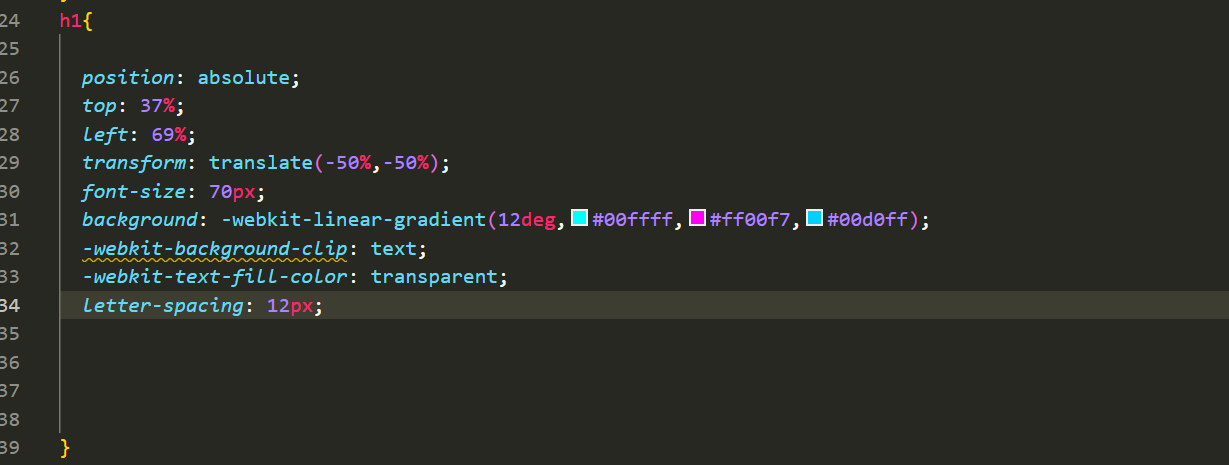 24 h1{
25
26 position: absolute;
27 top: 37%;
28 left: 69%;
29 transform: translate(-50%,-50%);
30 font-size: 70px;
31 background: -webkit-linear-gradient(12deg,#00ffff,#ff00f7,#00d0ff);
32 -webkit-background-clip: text;
33 -webkit-text-fill-color: transparent;
34 letter-spacing: 12px;
35
36
37
38
39 }